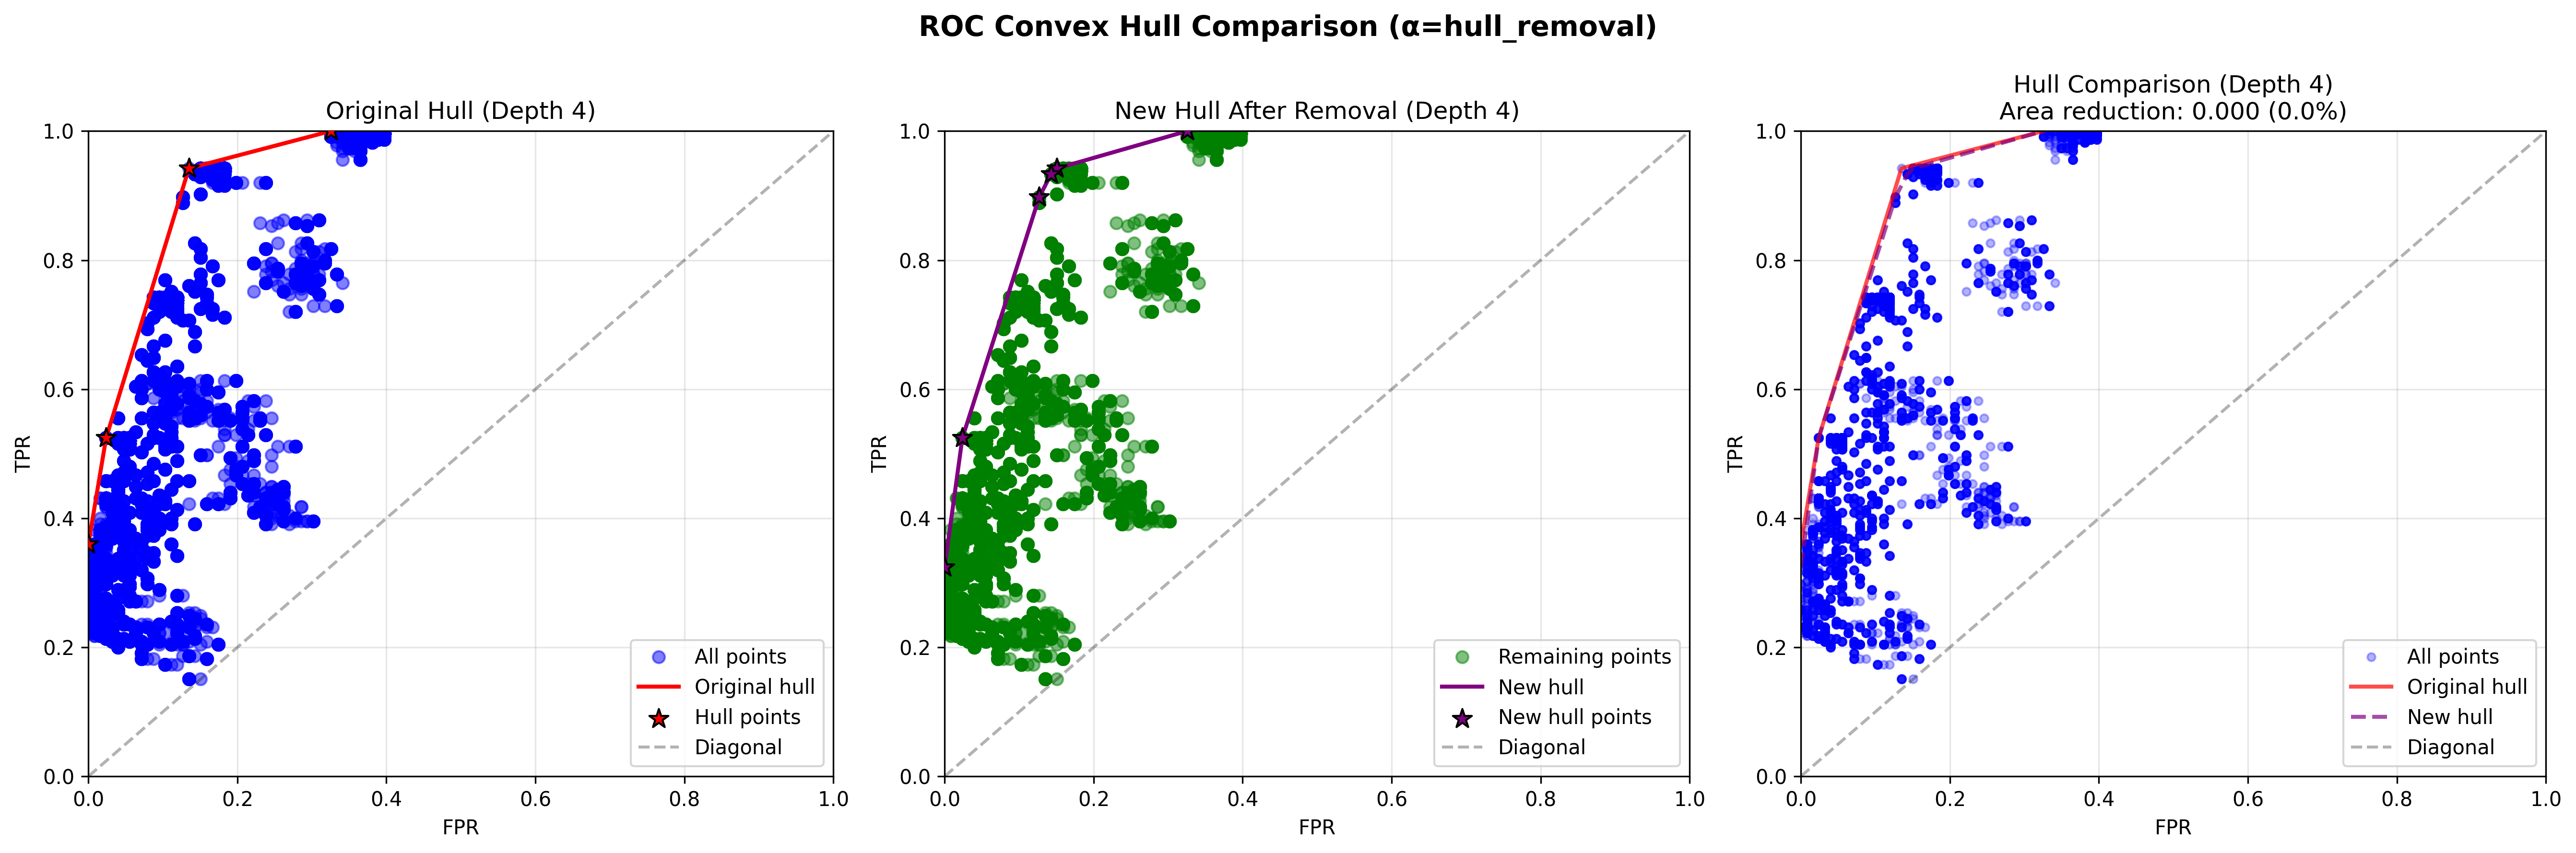 ROC Convex Hull Comparison (α=hull_removal)
Original Hull (Depth 4)
TPR
1.0
0.8
0.6
0.4
0.2
0.0
0.0 0.2 0.4 0.6 0.8 1.0
FPR
All points
Original hull
Hull points
Diagonal
New Hull After Removal (Depth 4)
TPR
1.0
0.8
0.6
0.4
0.2
0.0
0.0 0.2 0.4 0.6 0.8 1.0
FPR
Remaining points
New hull
New hull points
Diagonal
Hull Comparison (Depth 4)
Area reduction: 0.000 (0.0%)
TPR
1.0
0.8
0.6
0.4
0.2
0.0
0.0 0.2 0.4 0.6 0.8 1.0
FPR
All points
Original hull
New hull
Diagonal